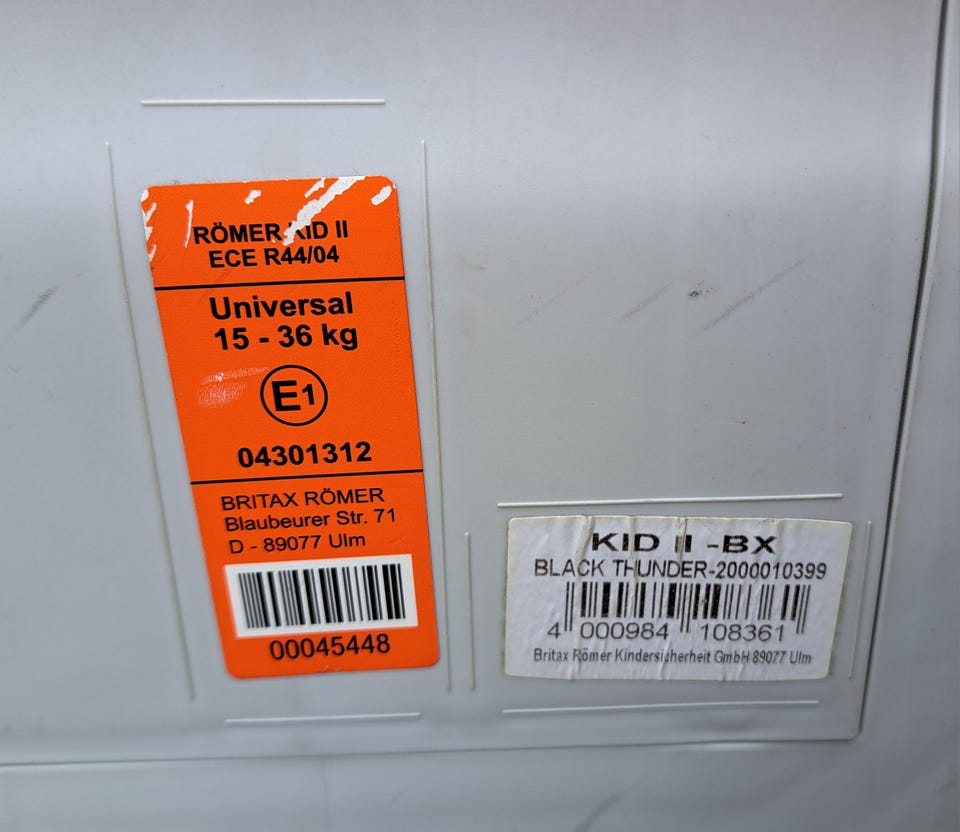 RÖMER KID II
ECE R44/04
Universal
15 - 36 kg
E1
04301312
BRITAX RÖMER
Blaubeurer Str. 71
D - 89077 Ulm
00045448
KID II -BX
BLACK THUNDER-2000010399
4 000984 108361
Britax Römer Kindersicherheit GmbH 89077 Ulm